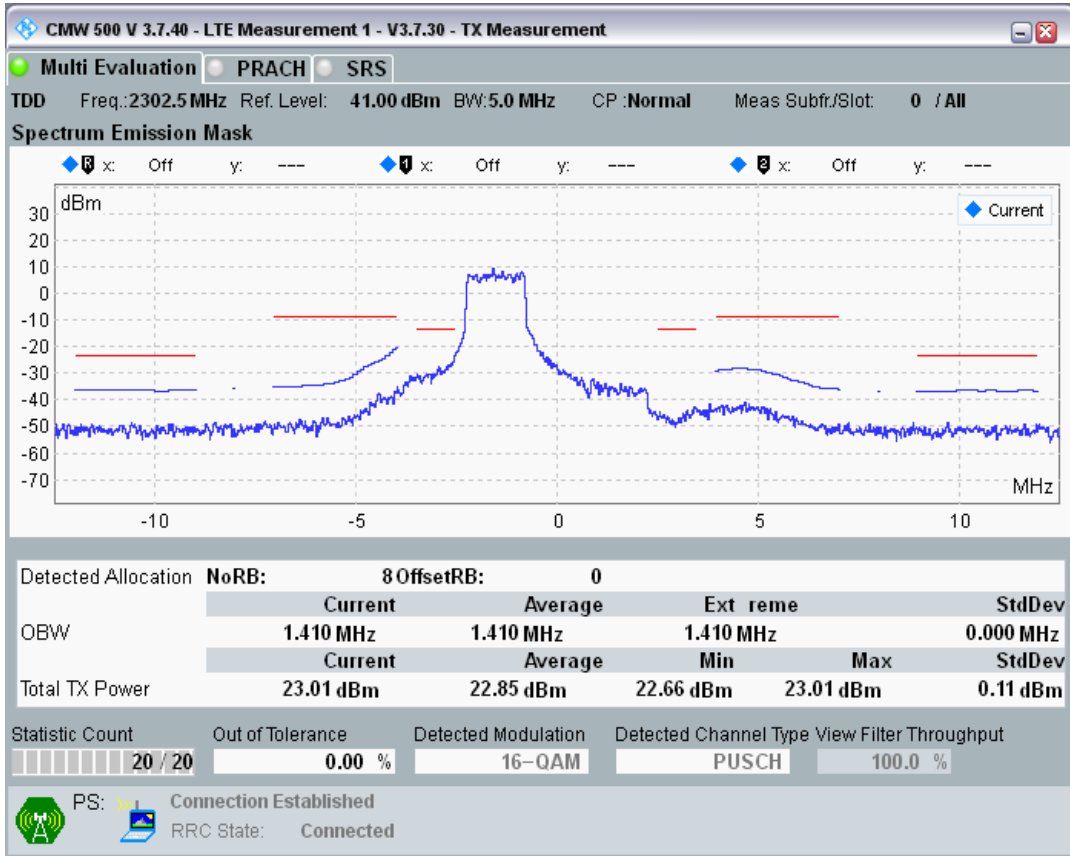 CMW 500 V 3.7.40 - LTE Measurement 1 - V3.7.30 - TX Measurement
Multi Evaluation PRACH SRS
TDD Freq.:2302.5 MHz Ref. Level: 41.00 dBm BW:5.0 MHz CP :Normal Meas Subfr./Slot: 0 / All
Spectrum Emission Mask
R x: Off y: --- 1 x: Off y: --- 2 x: Off y: ---
dBm
Current
30
20
10
0
-10
-20
-30
-40
-50
-60
-70
MHz
-10 -5 0 5 10
Detected Allocation NoRB: 8 OffsetRB: 0
Current Average Ext reme StdDev
OBW 1.410 MHz 1.410 MHz 1.410 MHz 0.000 MHz
Current Average Min Max StdDev
Total TX Power 23.01 dBm 22.85 dBm 22.66 dBm 23.01 dBm 0.11 dBm
Statistic Count Out of Tolerance Detected Modulation Detected Channel Type View Filter Throughput
20 / 20 0.00 % 16-QAM PUSCH 100.0 %
PS: Connection Established
RRC State: Connected